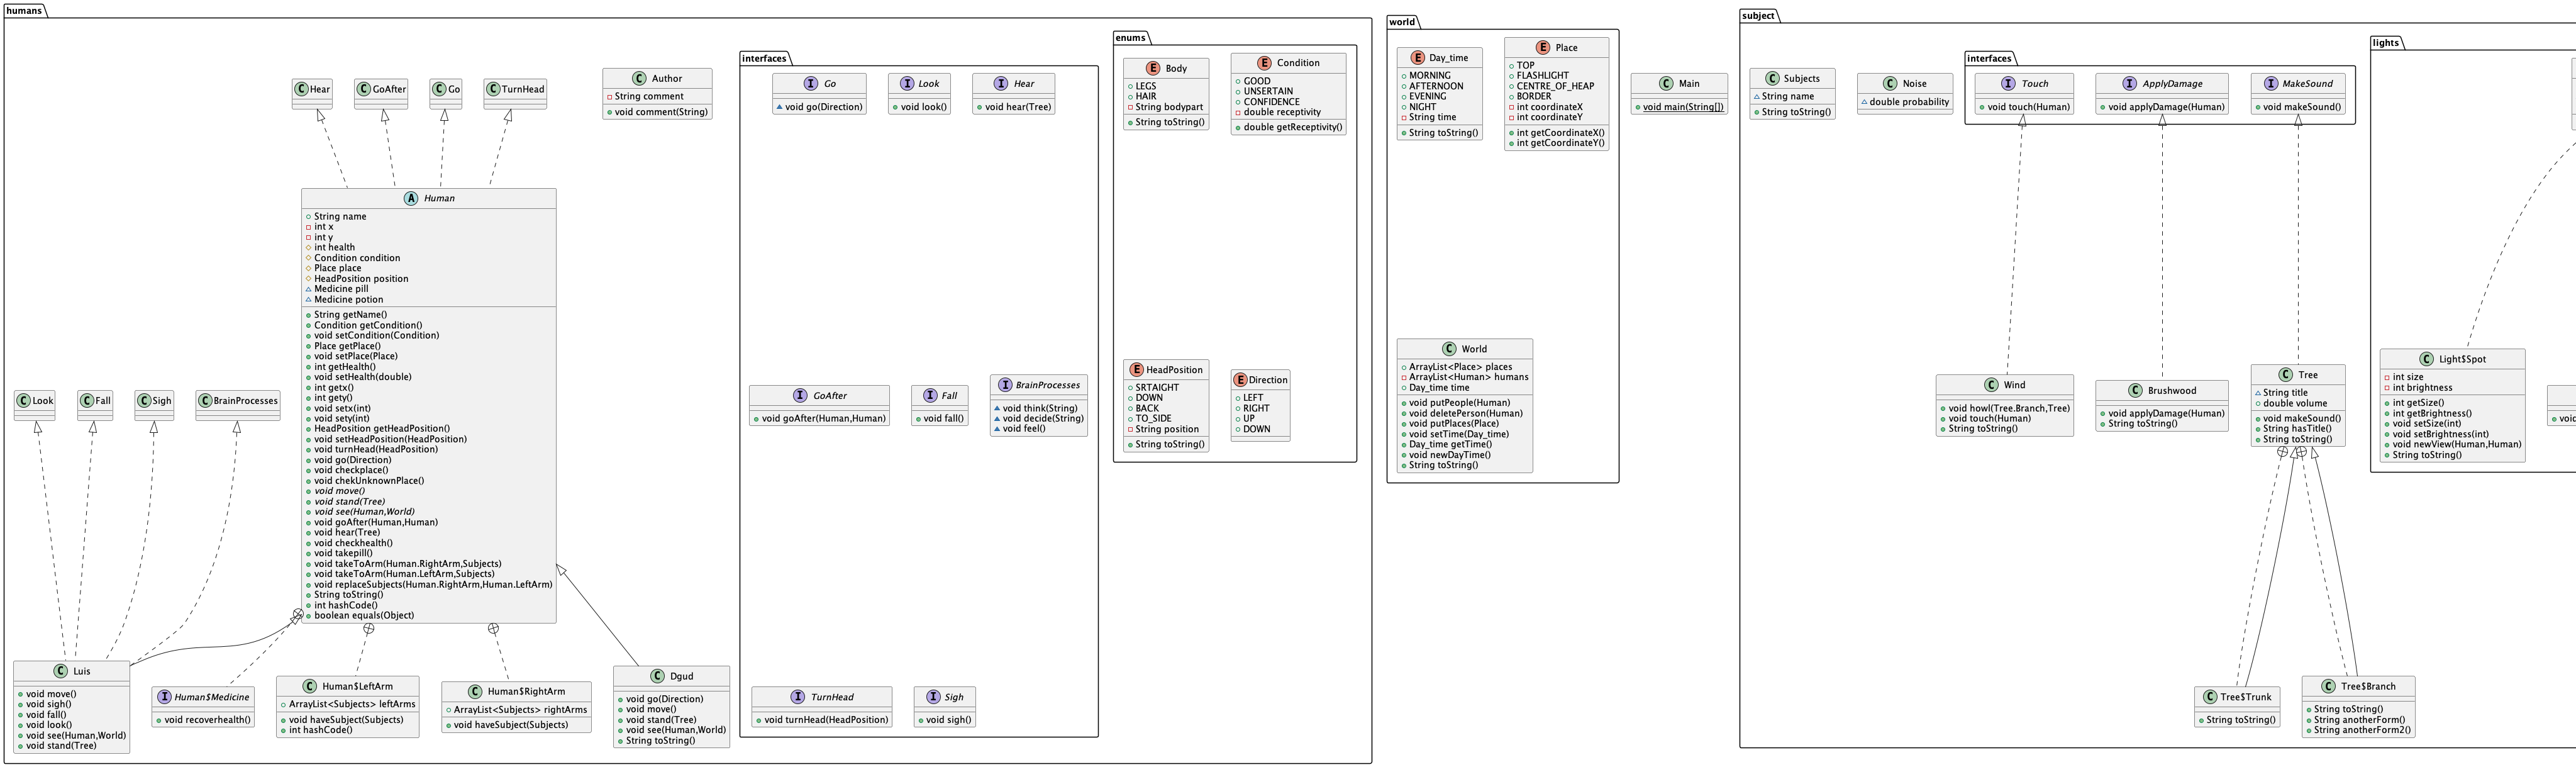 humans
Hear
GoAfter
Go
TurnHead
Author
String comment
void comment(String)
Human
String name
int x
int y
int health
Condition condition
Place place
HeadPosition position
Medicine pill
Medicine potion
String getName()
Condition getCondition()
void setCondition(Condition)
Place getPlace()
void setPlace(Place)
int getHealth()
void setHealth(double)
int getx()
int gety()
void setx(int)
void sety(int)
HeadPosition getHeadPosition()
void setHeadPosition(HeadPosition)
void turnHead(HeadPosition)
void go(Direction)
void checkplace()
void chekUnknownPlace()
void move()
void stand(Tree)
void see(Human,World)
void goAfter(Human,Human)
void hear(Tree)
void checkhealth()
void takepill()
void takeToArm(Human.RightArm,Subjects)
void takeToArm(Human.LeftArm,Subjects)
void replaceSubjects(Human.RightArm,Human.LeftArm)
String toString()
int hashCode()
boolean equals(Object)
Look
Fall
Sigh
BrainProcesses
Luis
void move()
void sigh()
void fall()
void look()
void see(Human,World)
void stand(Tree)
Human$Medicine
void recoverhealth()
Human$LeftArm
ArrayList<Subjects> leftArms
void haveSubject(Subjects)
int hashCode()
Human$RightArm
ArrayList<Subjects> rightArms
void haveSubject(Subjects)
Dgud
void go(Direction)
void move()
void stand(Tree)
void see(Human,World)
String toString()
interfaces
Go
void go(Direction)
Look
void look()
Hear
void hear(Tree)
GoAfter
void goAfter(Human,Human)
Fall
void fall()
BrainProcesses
void think(String)
void decide(String)
void feel()
TurnHead
void turnHead(HeadPosition)
Sigh
void sigh()
enums
Body
LEGS
HAIR
String bodypart
String toString()
Condition
GOOD
UNSERTAIN
CONFIDENCE
double receptivity
double getReceptivity()
HeadPosition
SRTAIGHT
DOWN
BACK
TO_SIDE
String position
String toString()
Direction
LEFT
RIGHT
UP
DOWN
world
Day_time
MORNING
AFTERNOON
EVENING
NIGHT
String time
String toString()
Place
TOP
FLASHLIGHT
CENTRE_OF_HEAP
BORDER
int coordinateX
int coordinateY
int getCoordinateX()
int getCoordinateY()
World
ArrayList<Place> places
ArrayList<Human> humans
Day_time time
void putPeople(Human)
void deletePerson(Human)
void putPlaces(Place)
void setTime(Day_time)
Day_time getTime()
void newDayTime()
String toString()
Main
void main(String[])
subject
Subjects
String name
String toString()
Noise
double probability
interfaces
Touch
void touch(Human)
ApplyDamage
void applyDamage(Human)
MakeSound
void makeSound()
Wind
void howl(Tree.Branch,Tree)
void touch(Human)
String toString()
Brushwood
void applyDamage(Human)
String toString()
Tree
String title
double volume
void makeSound()
String hasTitle()
String toString()
Tree$Trunk
String toString()
Tree$Branch
String toString()
String anotherForm()
String anotherForm2()
lights
Light$Spot
int size
int brightness
int getSize()
int getBrightness()
void setSize(int)
void setBrightness(int)
void newView(Human,Human)
String toString()
void